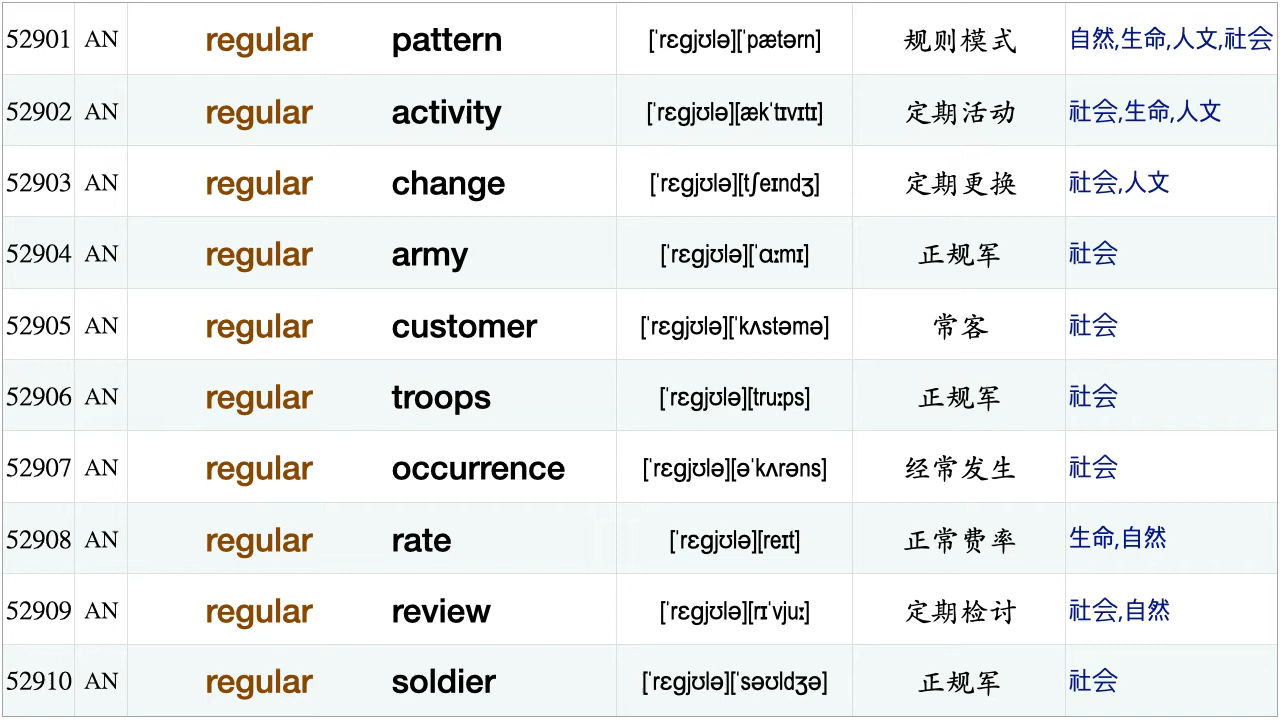 52901 AN regular pattern [ˈrɛgjʊlə][ˈpætərn] 规则模式 自然,生命,人文,社会
52902 AN regular activity [ˈrɛgjʊlə][ækˈtɪvɪtɪ] 定期活动 社会,生命,人文
52903 AN regular change [ˈrɛgjʊlə][tʃeɪndʒ] 定期更换 社会,人文
52904 AN regular army [ˈrɛgjʊlə][ˈɑːmɪ] 正规军 社会
52905 AN regular customer [ˈrɛgjʊlə][ˈkʌstəmə] 常客 社会
52906 AN regular troops [ˈrɛgjʊlə][truːps] 正规军 社会
52907 AN regular occurrence [ˈrɛgjʊlə][əˈkʌrəns] 经常发生 社会
52908 AN regular rate [ˈrɛgjʊlə][reɪt] 正常费率 生命,自然
52909 AN regular review [ˈrɛgjʊlə][rɪˈvjuː] 定期检讨 社会,自然
52910 AN regular soldier [ˈrɛgjʊlə][ˈsəʊldʒə] 正规军 社会